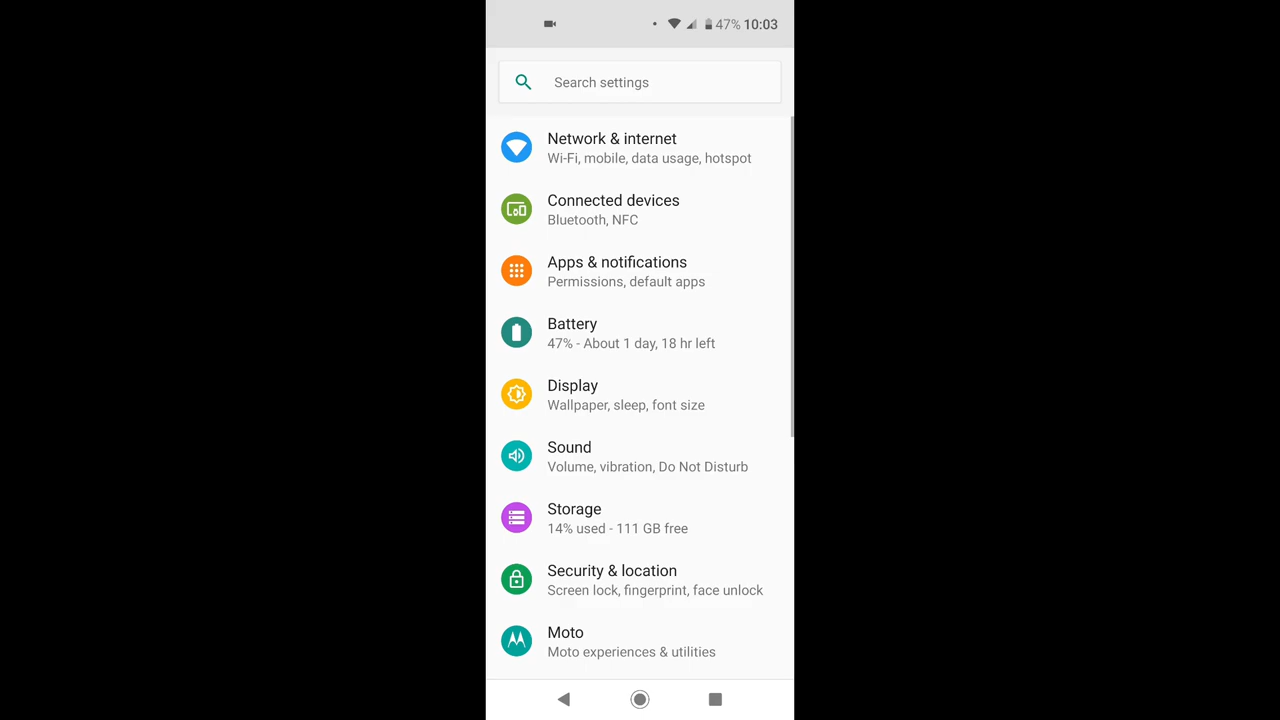 47% 10:03
Search settings
Network & internet
Wi-Fi, mobile, data usage, hotspot
Connected devices
Bluetooth, NFC
Apps & notifications
Permissions, default apps
Battery
47% - About 1 day, 18 hr left
Display
Wallpaper, sleep, font size
Sound
Volume, vibration, Do Not Disturb
Storage
14% used - 111 GB free
Security & location
Screen lock, fingerprint, face unlock
Moto
Moto experiences & utilities